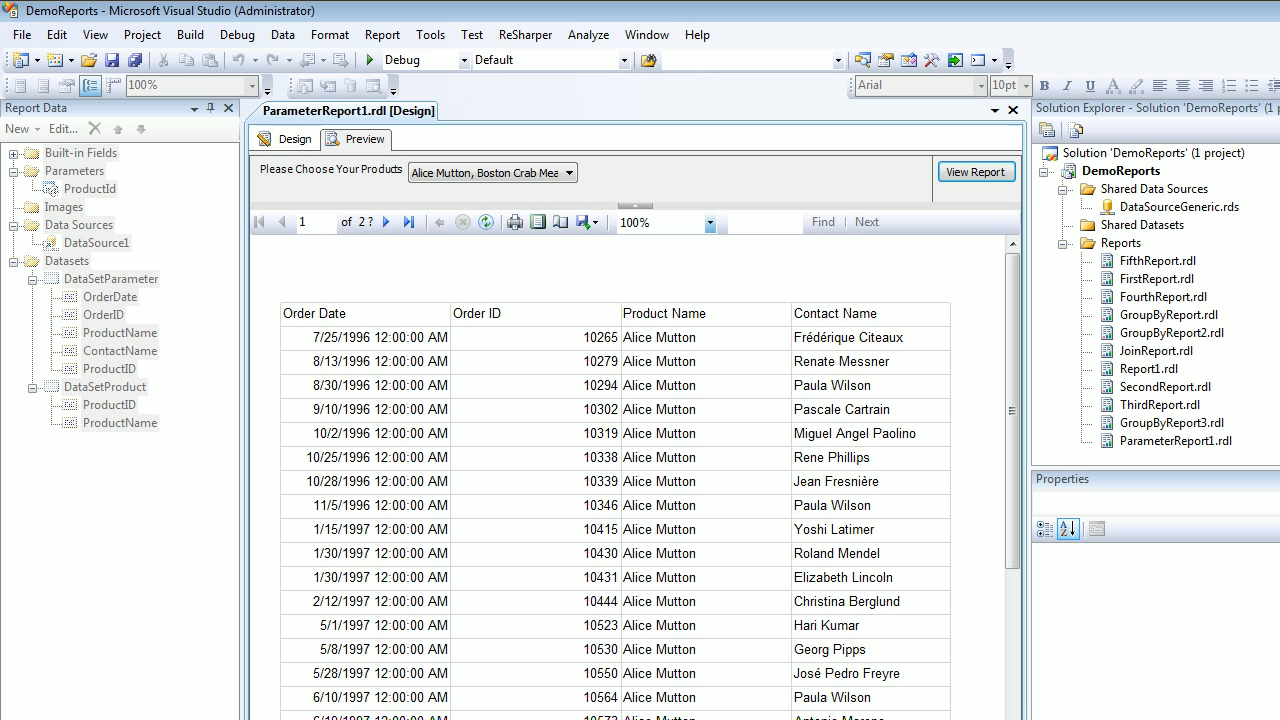 DemoReports - Microsoft Visual Studio (Administrator)
File Edit View Project Build Debug Data Format Report Tools Test ReSharper Analyze Window Help
Debug Default
100% Arial 10pt B I U A
Report Data
New Edit...
Built-in Fields
Parameters
ProductId
Images
Data Sources
DataSource1
Datasets
DataSetParameter
OrderDate
OrderID
ProductName
ContactName
ProductID
DataSetProduct
ProductID
ProductName
ParameterReport1.rdl [Design]
Design Preview
Please Choose Your Products Alice Mutton, Boston Crab Mea View Report
1 of 2 ? 100% Find | Next
Order Date Order ID Product Name Contact Name
7/25/1996 12:00:00 AM 10265 Alice Mutton Frédérique Citeaux
8/13/1996 12:00:00 AM 10279 Alice Mutton Renate Messner
8/30/1996 12:00:00 AM 10294 Alice Mutton Paula Wilson
9/10/1996 12:00:00 AM 10302 Alice Mutton Pascale Cartrain
10/2/1996 12:00:00 AM 10319 Alice Mutton Miguel Angel Paolino
10/25/1996 12:00:00 AM 10338 Alice Mutton Rene Phillips
10/28/1996 12:00:00 AM 10339 Alice Mutton Jean Fresnière
11/5/1996 12:00:00 AM 10346 Alice Mutton Paula Wilson
1/15/1997 12:00:00 AM 10415 Alice Mutton Yoshi Latimer
1/30/1997 12:00:00 AM 10430 Alice Mutton Roland Mendel
1/30/1997 12:00:00 AM 10431 Alice Mutton Elizabeth Lincoln
2/12/1997 12:00:00 AM 10444 Alice Mutton Christina Berglund
5/1/1997 12:00:00 AM 10523 Alice Mutton Hari Kumar
5/8/1997 12:00:00 AM 10530 Alice Mutton Georg Pipps
5/28/1997 12:00:00 AM 10550 Alice Mutton José Pedro Freyre
6/10/1997 12:00:00 AM 10564 Alice Mutton Paula Wilson
Solution Explorer - Solution 'DemoReports' (1 p
Solution 'DemoReports' (1 project)
DemoReports
Shared Data Sources
DataSourceGeneric.rds
Shared Datasets
Reports
FifthReport.rdl
FirstReport.rdl
FourthReport.rdl
GroupByReport.rdl
GroupByReport2.rdl
JoinReport.rdl
Report1.rdl
SecondReport.rdl
ThirdReport.rdl
GroupByReport3.rdl
ParameterReport1.rdl
Properties